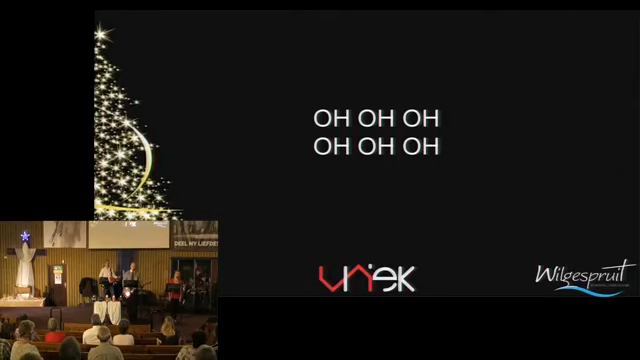 OH OH OH
OH OH OH
DEEL MY LIEFDE
uniek
Wilgespruit